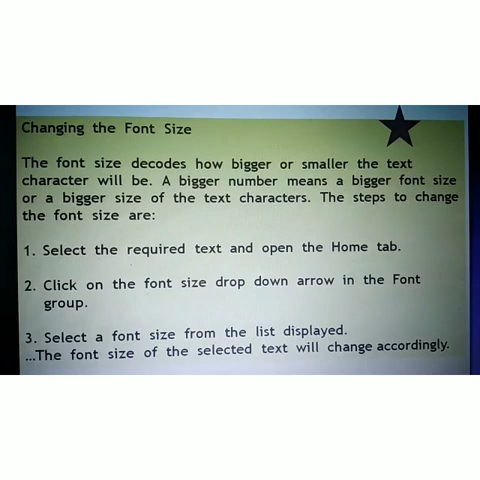 Changing the Font Size
The font size decodes how bigger or smaller the text
character will be. A bigger number means a bigger font size
or a bigger size of the text characters. The steps to change
the font size are:
1. Select the required text and open the Home tab.
2. Click on the font size drop down arrow in the Font
group.
3. Select a font size from the list displayed.
...The font size of the selected text will change accordingly.